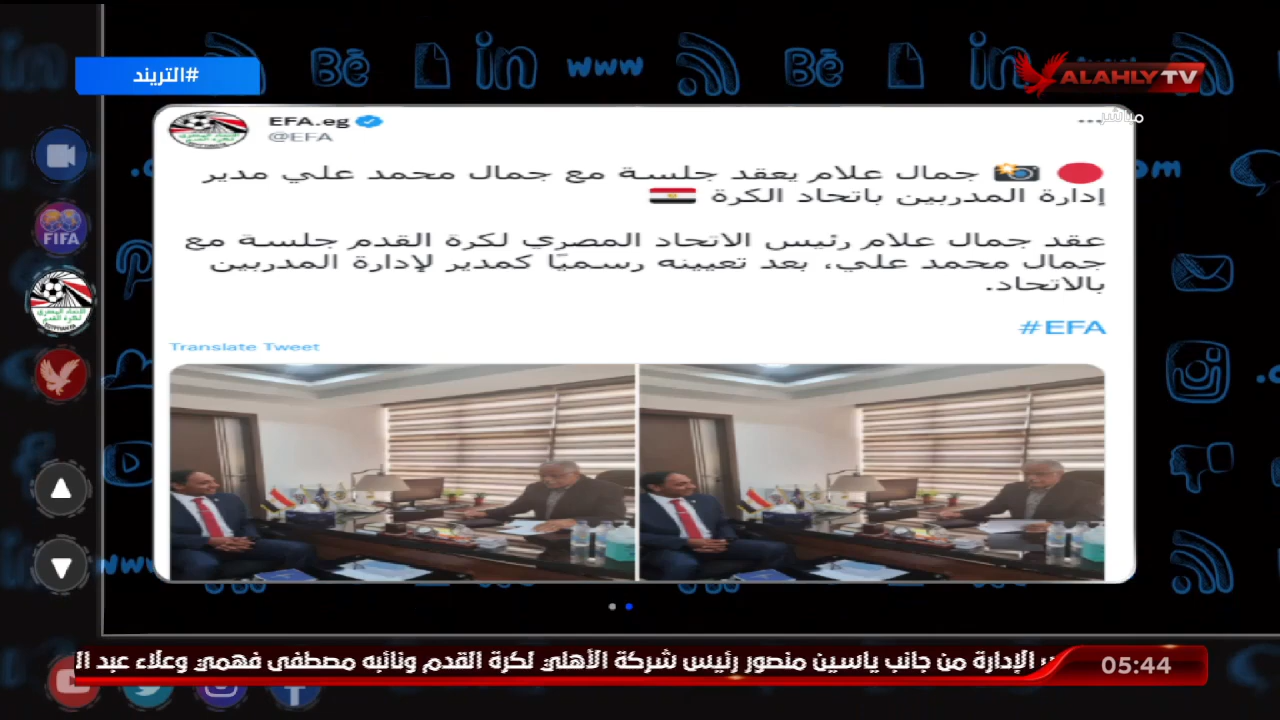 #التريند
ALAHLY TV
مباشر
EFA.eg
@EFA
جمال علام يعقد جلسة مع جمال محمد علي مدير
إدارة المدربين باتحاد الكرة
عقد جمال علام رئيس الاتحاد المصري لكرة القدم جلسة مع
جمال محمد علي، بعد تعيينه رسميًا كمدير لإدارة المدربين
بالاتحاد.
#EFA
Translate Tweet
FIFA
الإدارة من جانب ياسين منصور رئيس شركة الأهلي لكرة القدم ونائبه مصطفى فهمي وعلاء عبد
05:44